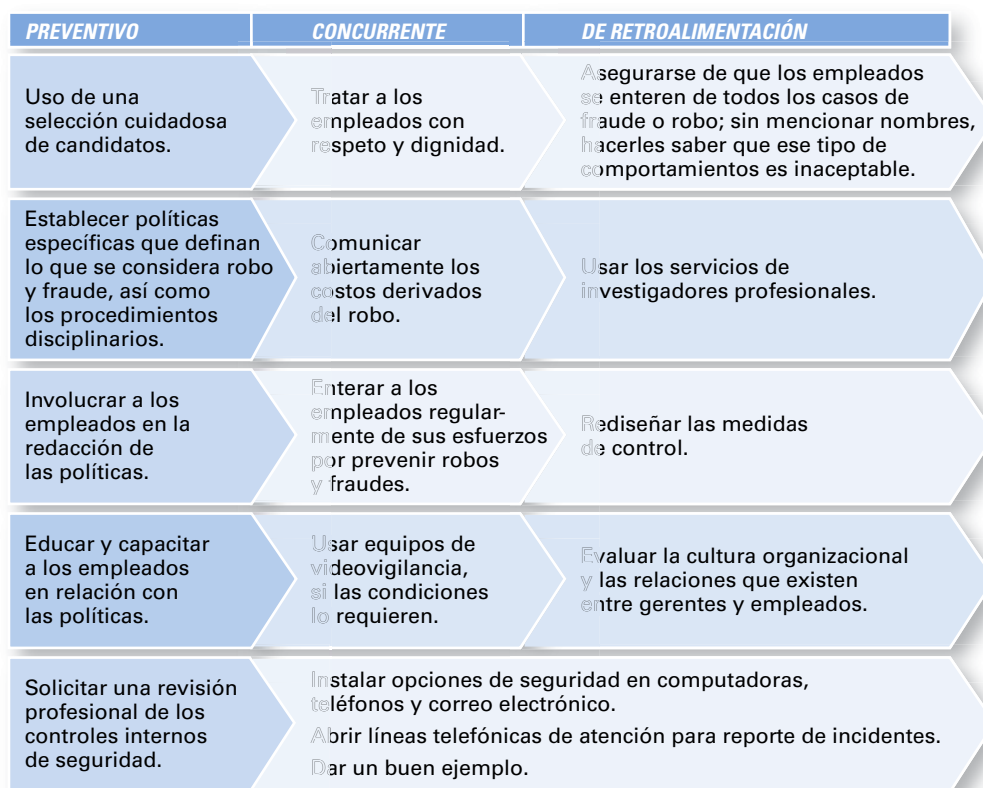 PREVENTIVO
CONCURRENTE
DE RETROALIMENTACIÓN
Uso de una
selección cuidadosa
de candidatos.
Tratar a los
empleados con
respeto y dignidad.
Asegurarse de que los empleados
se enteren de todos los casos de
fraude o robo; sin mencionar nombres,
hacerles saber que ese tipo de
comportamientos es inaceptable.
Establecer políticas
específicas que definan
lo que se considera robo
y fraude, así como
los procedimientos
disciplinarios.
Comunicar
abiertamente los
costos derivados
del robo.
Usar los servicios de
investigadores profesionales.
Involucrar a los
empleados en la
redacción de
las políticas.
Enterar a los
empleados regular-
mente de sus esfuerzos
por prevenir robos
y fraudes.
Rediseñar las medidas
de control.
Educar y capacitar
a los empleados
en relación con
las políticas.
Usar equipos de
videovigilancia,
si las condiciones
lo requieren.
Evaluar la cultura organizacional
y las relaciones que existen
entre gerentes y empleados.
Solicitar una revisión
profesional de los
controles internos
de seguridad.
Instalar opciones de seguridad en computadoras,
teléfonos y correo electrónico.
Abrir líneas telefónicas de atención para reporte de incidentes.
Dar un buen ejemplo.